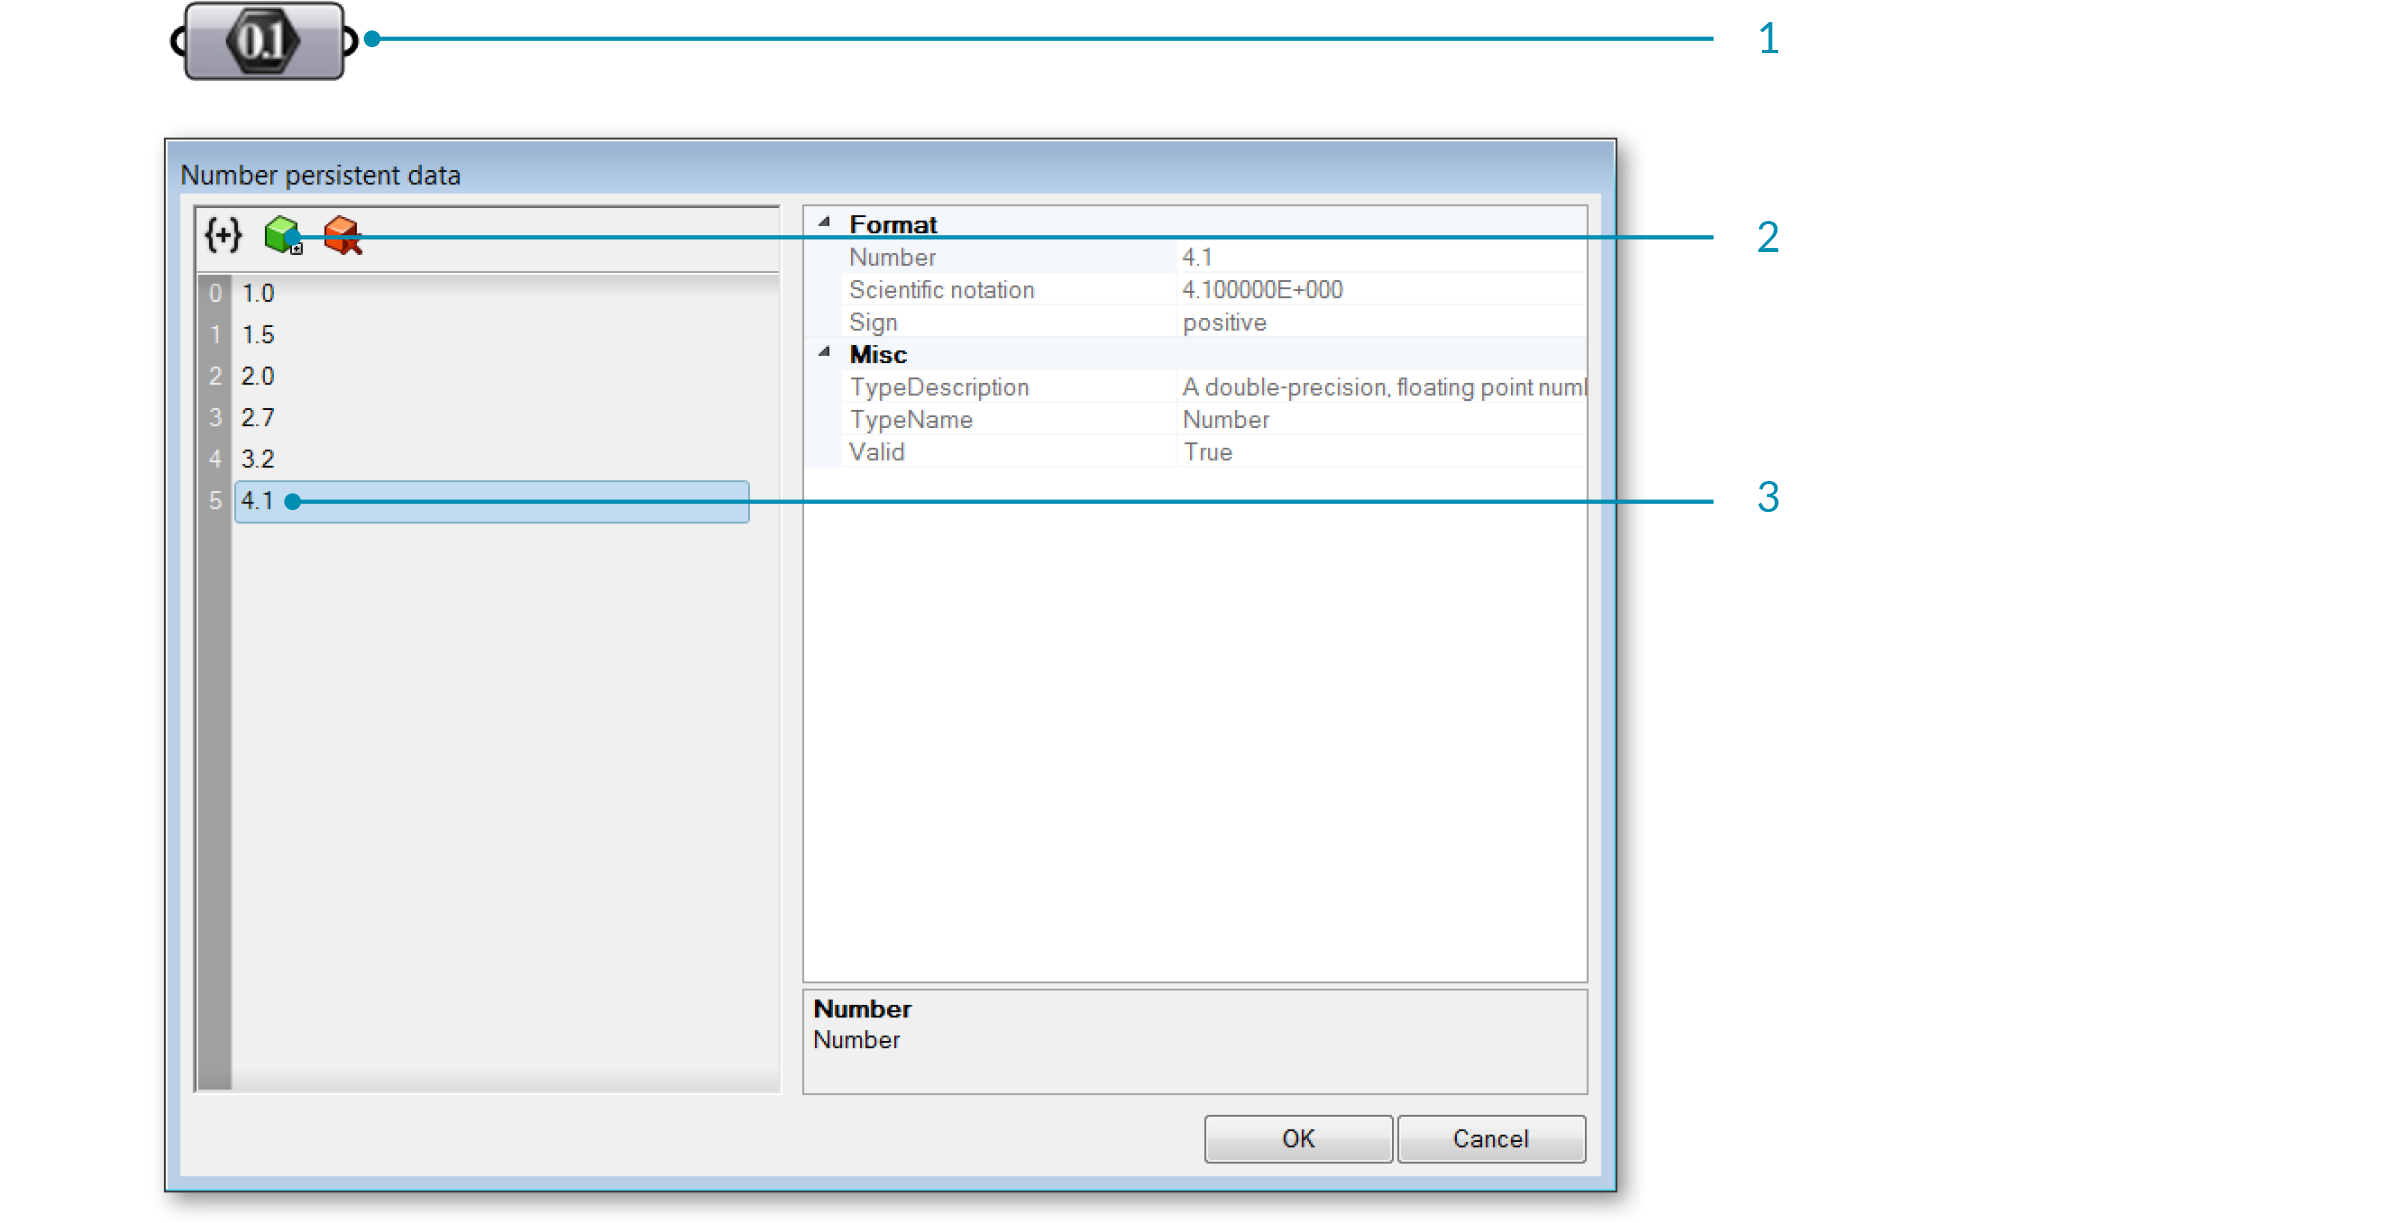 0.1
1
Number persistent data
{+}
2
0 1.0
1 1.5
2 2.0
3 2.7
4 3.2
5 4.1
3
Format
Number 4.1
Scientific notation 4.100000E+000
Sign positive
Misc
TypeDescription A double-precision, floating point
TypeName Number
Valid True
Number
Number
OK Cancel